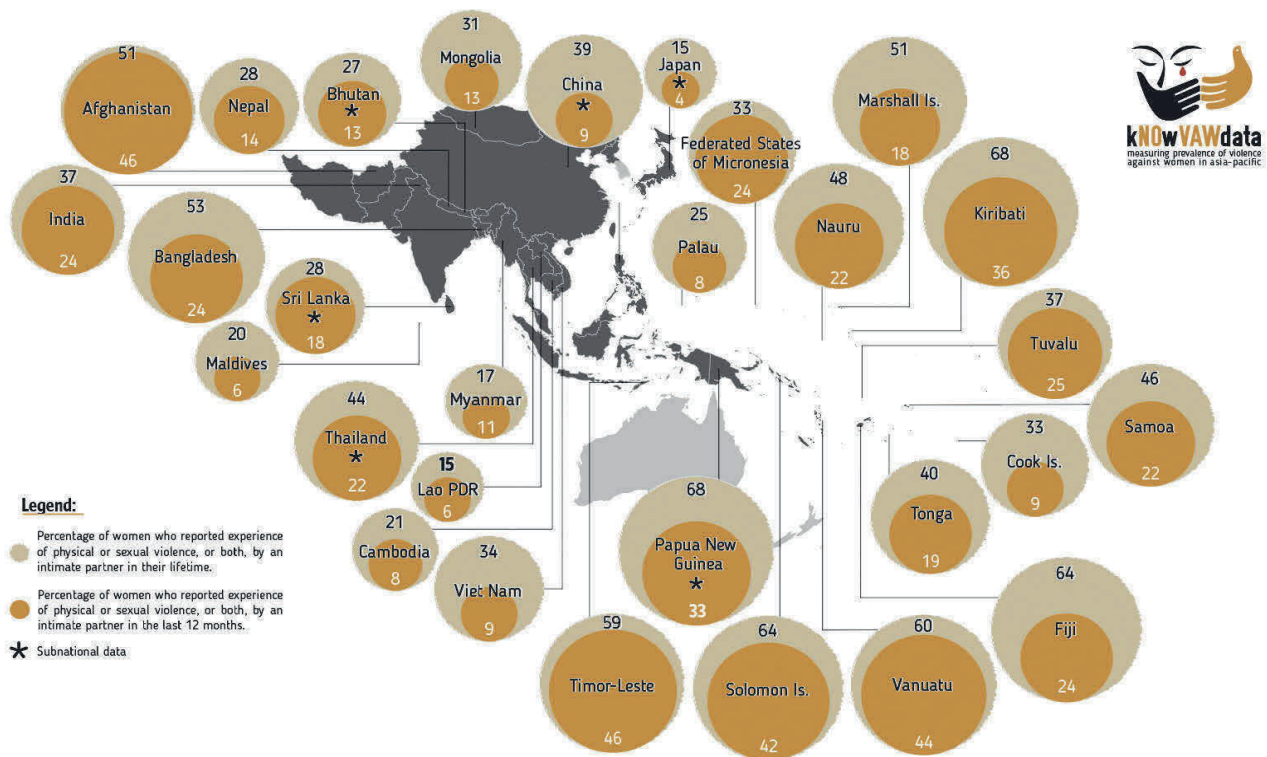 51
Afghanistan
46
28
Nepal
14
27
Bhutan
*
13
31
Mongolia
13
39
China
*
9
15
Japan
*
4
33
Federated States
of Micronesia
24
51
Marshall Is.
18
kNOwVAWdata
measuring prevalence of violence
against women in asia-pacific
37
India
24
53
Bangladesh
24
28
Sri Lanka
*
18
20
Maldives
6
25
Palau
8
48
Nauru
22
68
Kiribati
36
37
Tuvalu
25
44
Thailand
*
22
17
Myanmar
11
15
Lao PDR
6
21
Cambodia
8
34
Viet Nam
9
68
Papua New
Guinea
*
33
40
Tonga
19
33
Cook Is.
9
46
Samoa
22
59
Timor-Leste
46
64
Solomon Is.
42
60
Vanuatu
44
64
Fiji
24
Legend:
Percentage of women who reported experience
of physical or sexual violence, or both, by an
intimate partner in their lifetime.
Percentage of women who reported experience
of physical or sexual violence, or both, by an
intimate partner in the last 12 months.
* Subnational data